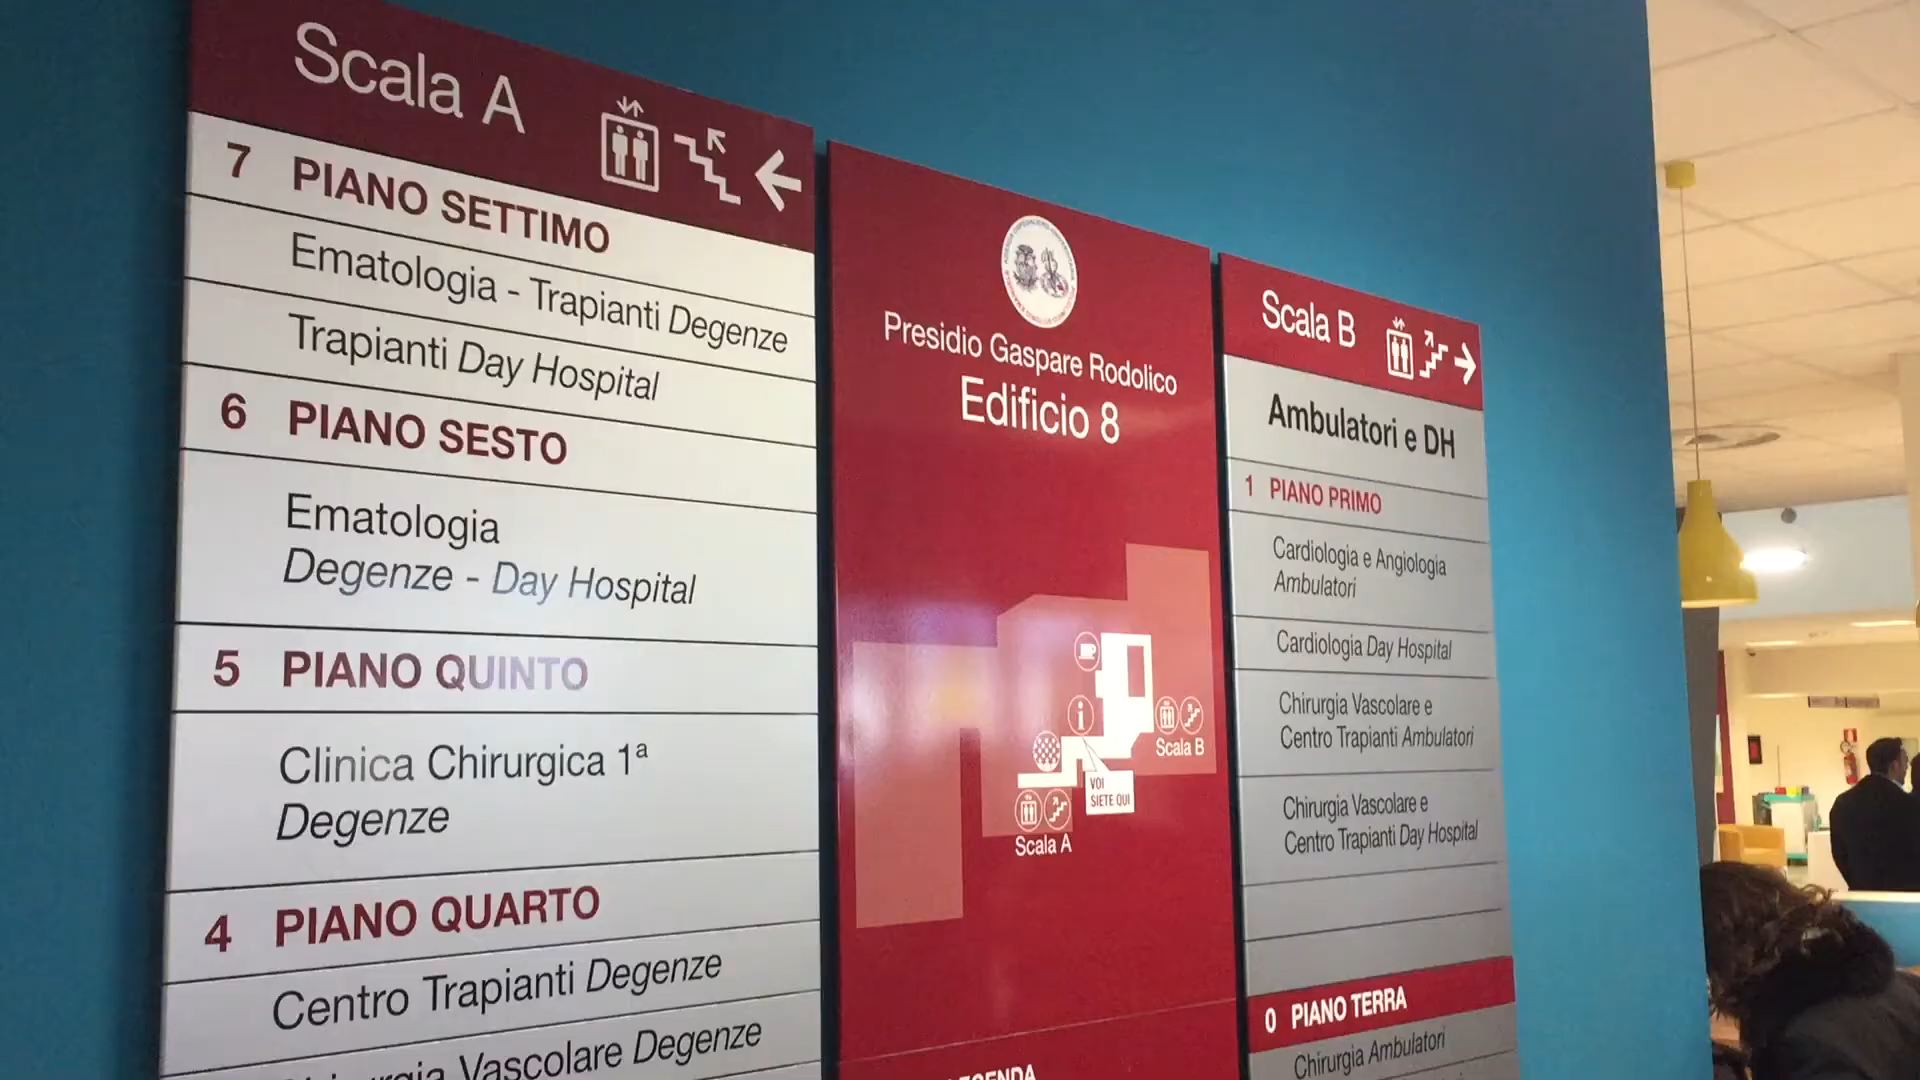 Scala A
7 PIANO SETTIMO
Ematologia - Trapianti Degenze
Trapianti Day Hospital
6 PIANO SESTO
Ematologia
Degenze - Day Hospital
5 PIANO QUINTO
Clinica Chirurgica 1ª
Degenze
4 PIANO QUARTO
Centro Trapianti Degenze
Vascolare Degenze
Presidio Gaspare Rodolico
Edificio 8
i
Scala B
VOI
SIETE QUI
Scala A
Scala B
Ambulatori e DH
1 PIANO PRIMO
Cardiologia e Angiologia
Ambulatori
Cardiologia Day Hospital
Chirurgia Vascolare e
Centro Trapianti Ambulatori
Chirurgia Vascolare e
Centro Trapianti Day Hospital
0 PIANO TERRA
Chirurgia Ambulatori